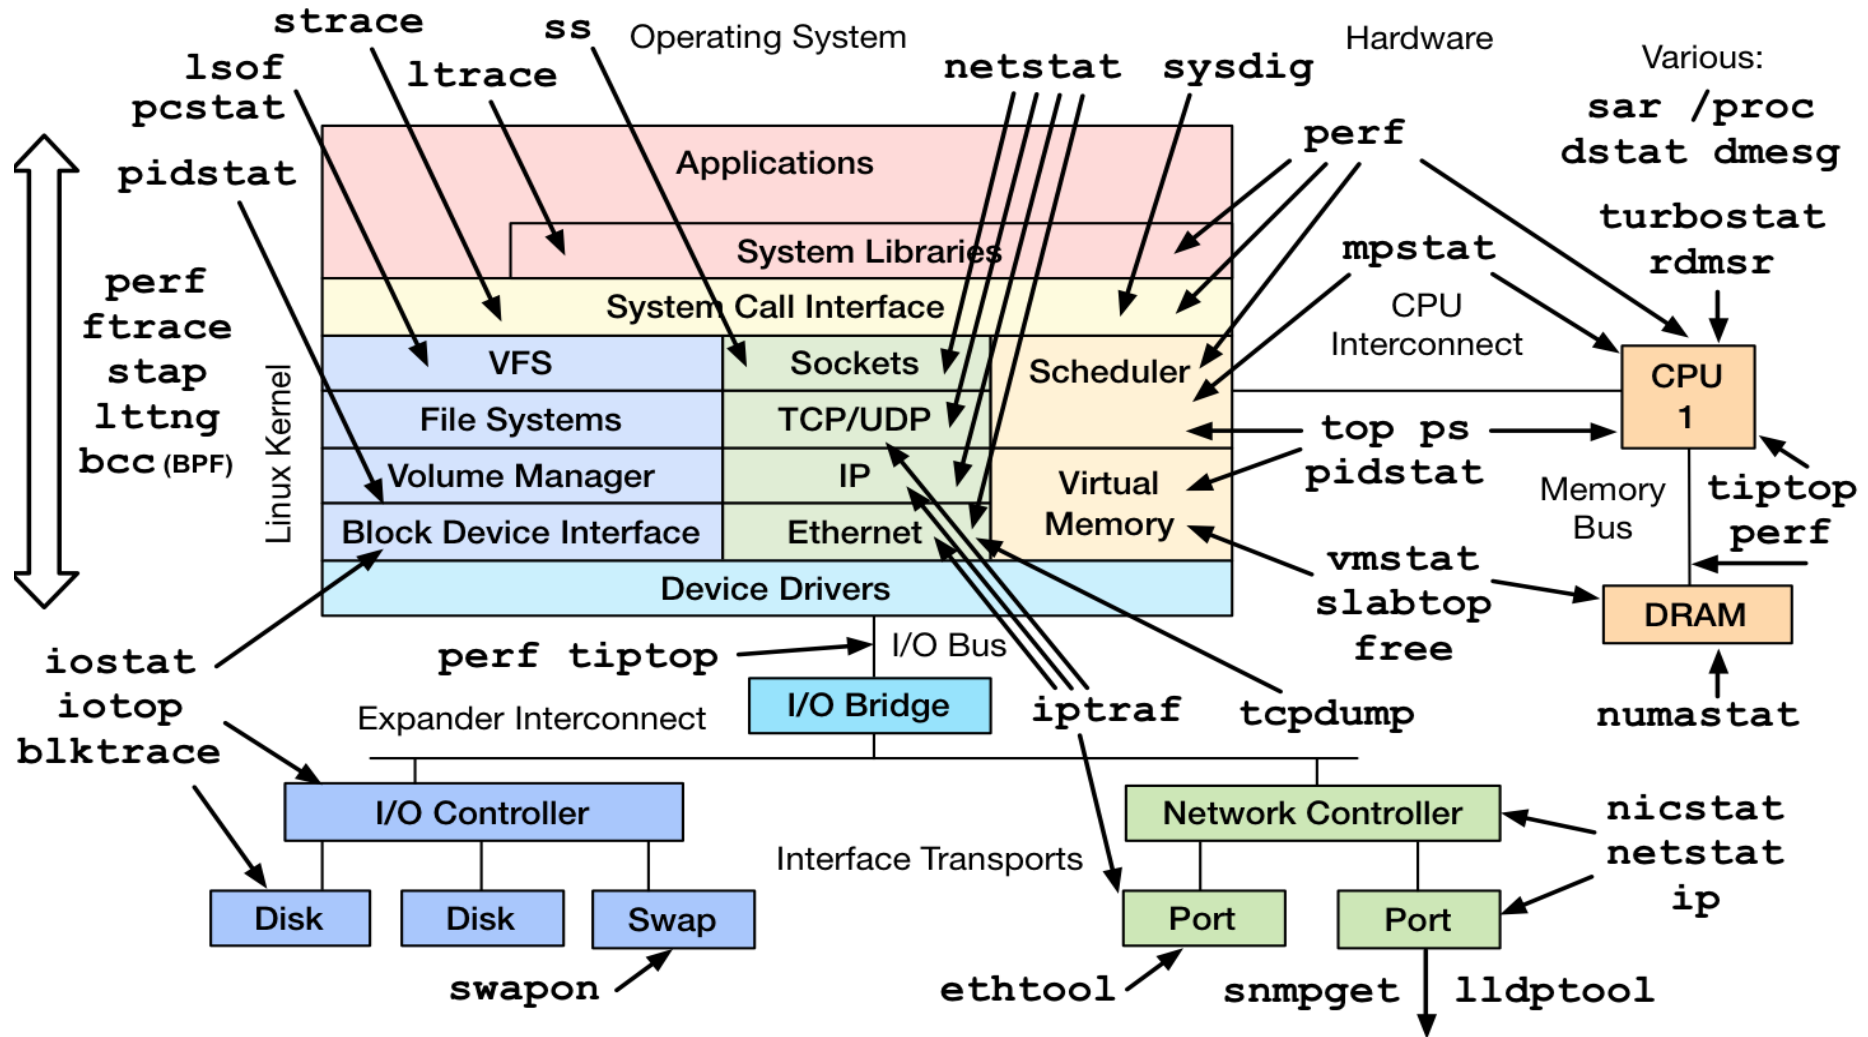 strace
ss
Operating System
Hardware
Various:
lsof
pcstat
ltrace
netstat
sysdig
sar /proc
dstat dmesg
perf
pidstat
Applications
turbostat
rdmsr
System Libraries
mpstat
perf
ftrace
stap
lttng
bcc (BPF)
Linux Kernel
System Call Interface
CPU
Interconnect
VFS
Sockets
Scheduler
CPU
1
File Systems
TCP/UDP
top ps
pidstat
Volume Manager
IP
Virtual
Memory
Memory
Bus
tiptop
perf
Block Device Interface
Ethernet
vmstat
slabtop
free
Device Drivers
DRAM
iostat
iotop
blktrace
perf tiptop
I/O Bus
I/O Bridge
iptraf
tcpdump
numastat
Expander Interconnect
I/O Controller
Network Controller
nicstat
netstat
ip
Interface Transports
Disk
Disk
Swap
Port
Port
swapon
ethtool
snmpget
lldptool